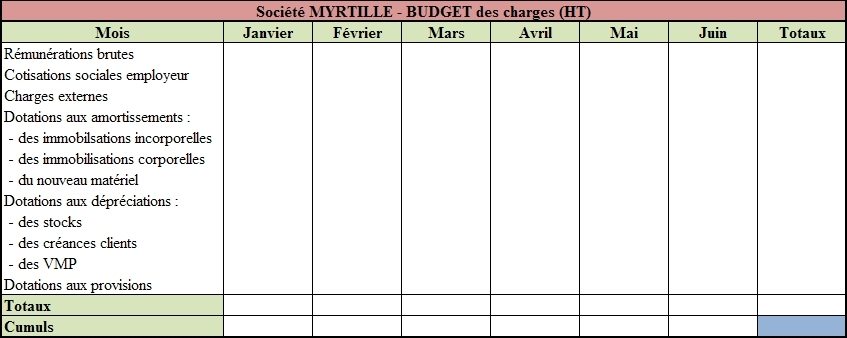 Société MYRTILLE - BUDGET des charges (HT)
Mois Janvier Février Mars Avril Mai Juin Totaux
Rémunérations brutes
Cotisations sociales employeur
Charges externes
Dotations aux amortissements :
- des immobilsations incorporelles
- des immobilisations corporelles
- du nouveau matériel
Dotations aux dépréciations :
- des stocks
- des créances clients
- des VMP
Dotations aux provisions
Totaux
Cumuls